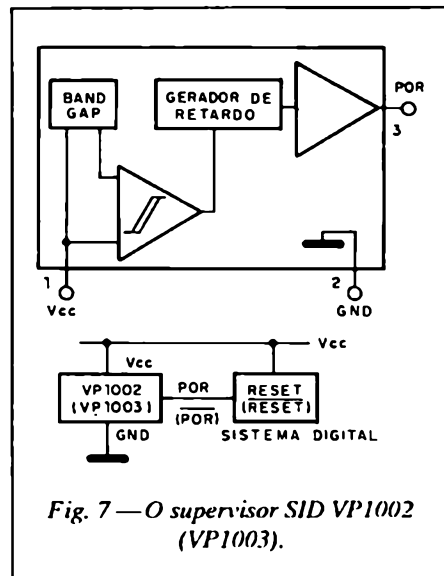 BAND
GAP
GERADOR DE
RETARDO
POR
3
1
Vcc
2
GND
Vcc
Vcc
VP1002
(VP1003)
POR
(POR)
RESET
(RESET)
GND
SISTEMA DIGITAL
Fig. 7 — O supervisor SID VP1002
(VP1003).